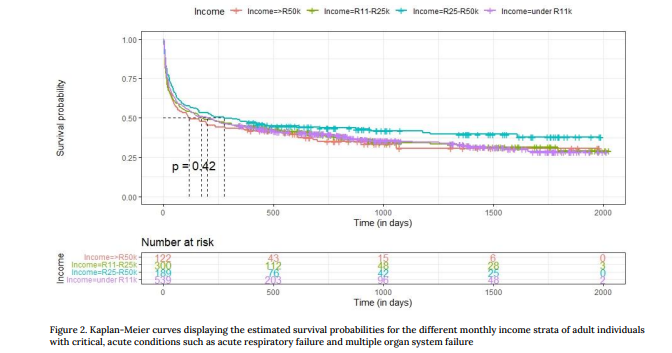 Income Income=>R50k Income=R11-R25k Income=R25-R50k Income=under R11k
Survival probability
1.00
0.75
0.50
0.25
0.00
p = 0.42
0 500 1000 1500 2000
Time (in days)
Number at risk
Income
Income=>R50k 122 43 15 6 0
Income=R11-R25k 300 112 48 28 3
Income=R25-R50k 189 76 42 25 0
Income=under R11k 539 203 96 48 2
0 500 1000 1500 2000
Time (in days)
Figure 2. Kaplan-Meier curves displaying the estimated survival probabilities for the different monthly income strata of adult individuals
with critical, acute conditions such as acute respiratory failure and multiple organ system failure